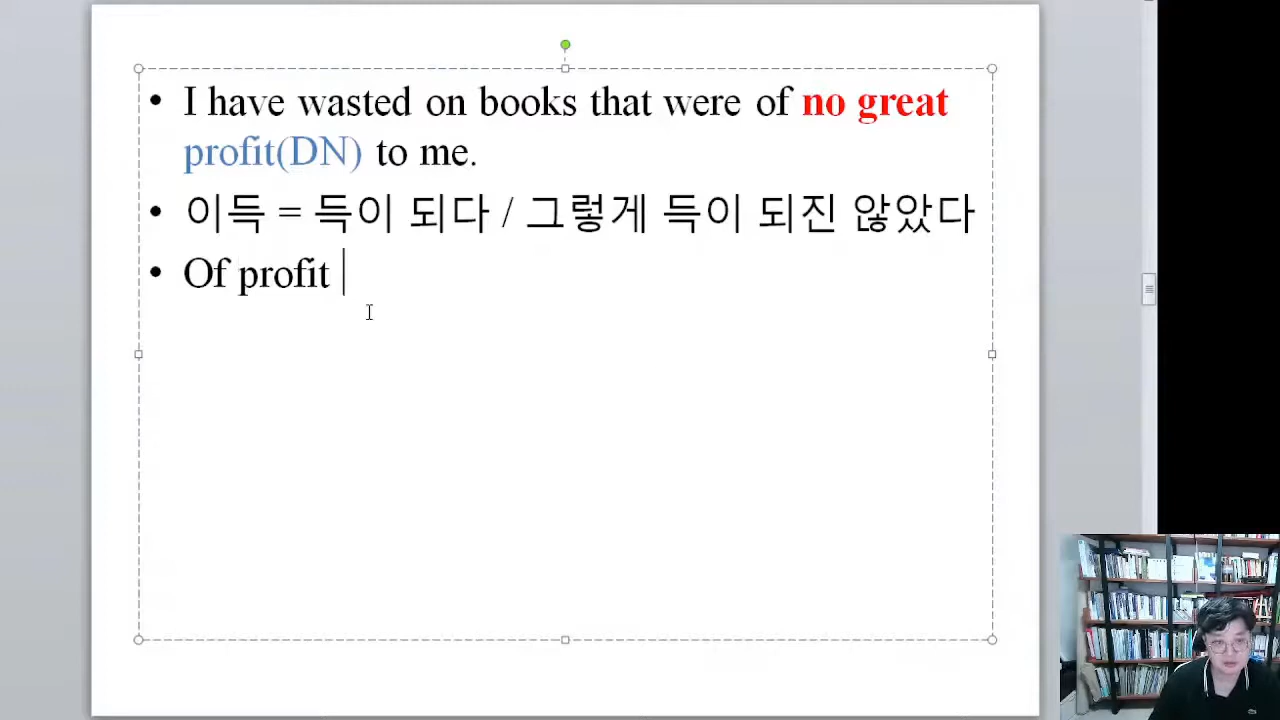 • I have wasted on books that were of no great
profit(DN) to me.
• 이득 = 득이 되다 / 그렇게 득이 되진 않았다
• Of profit